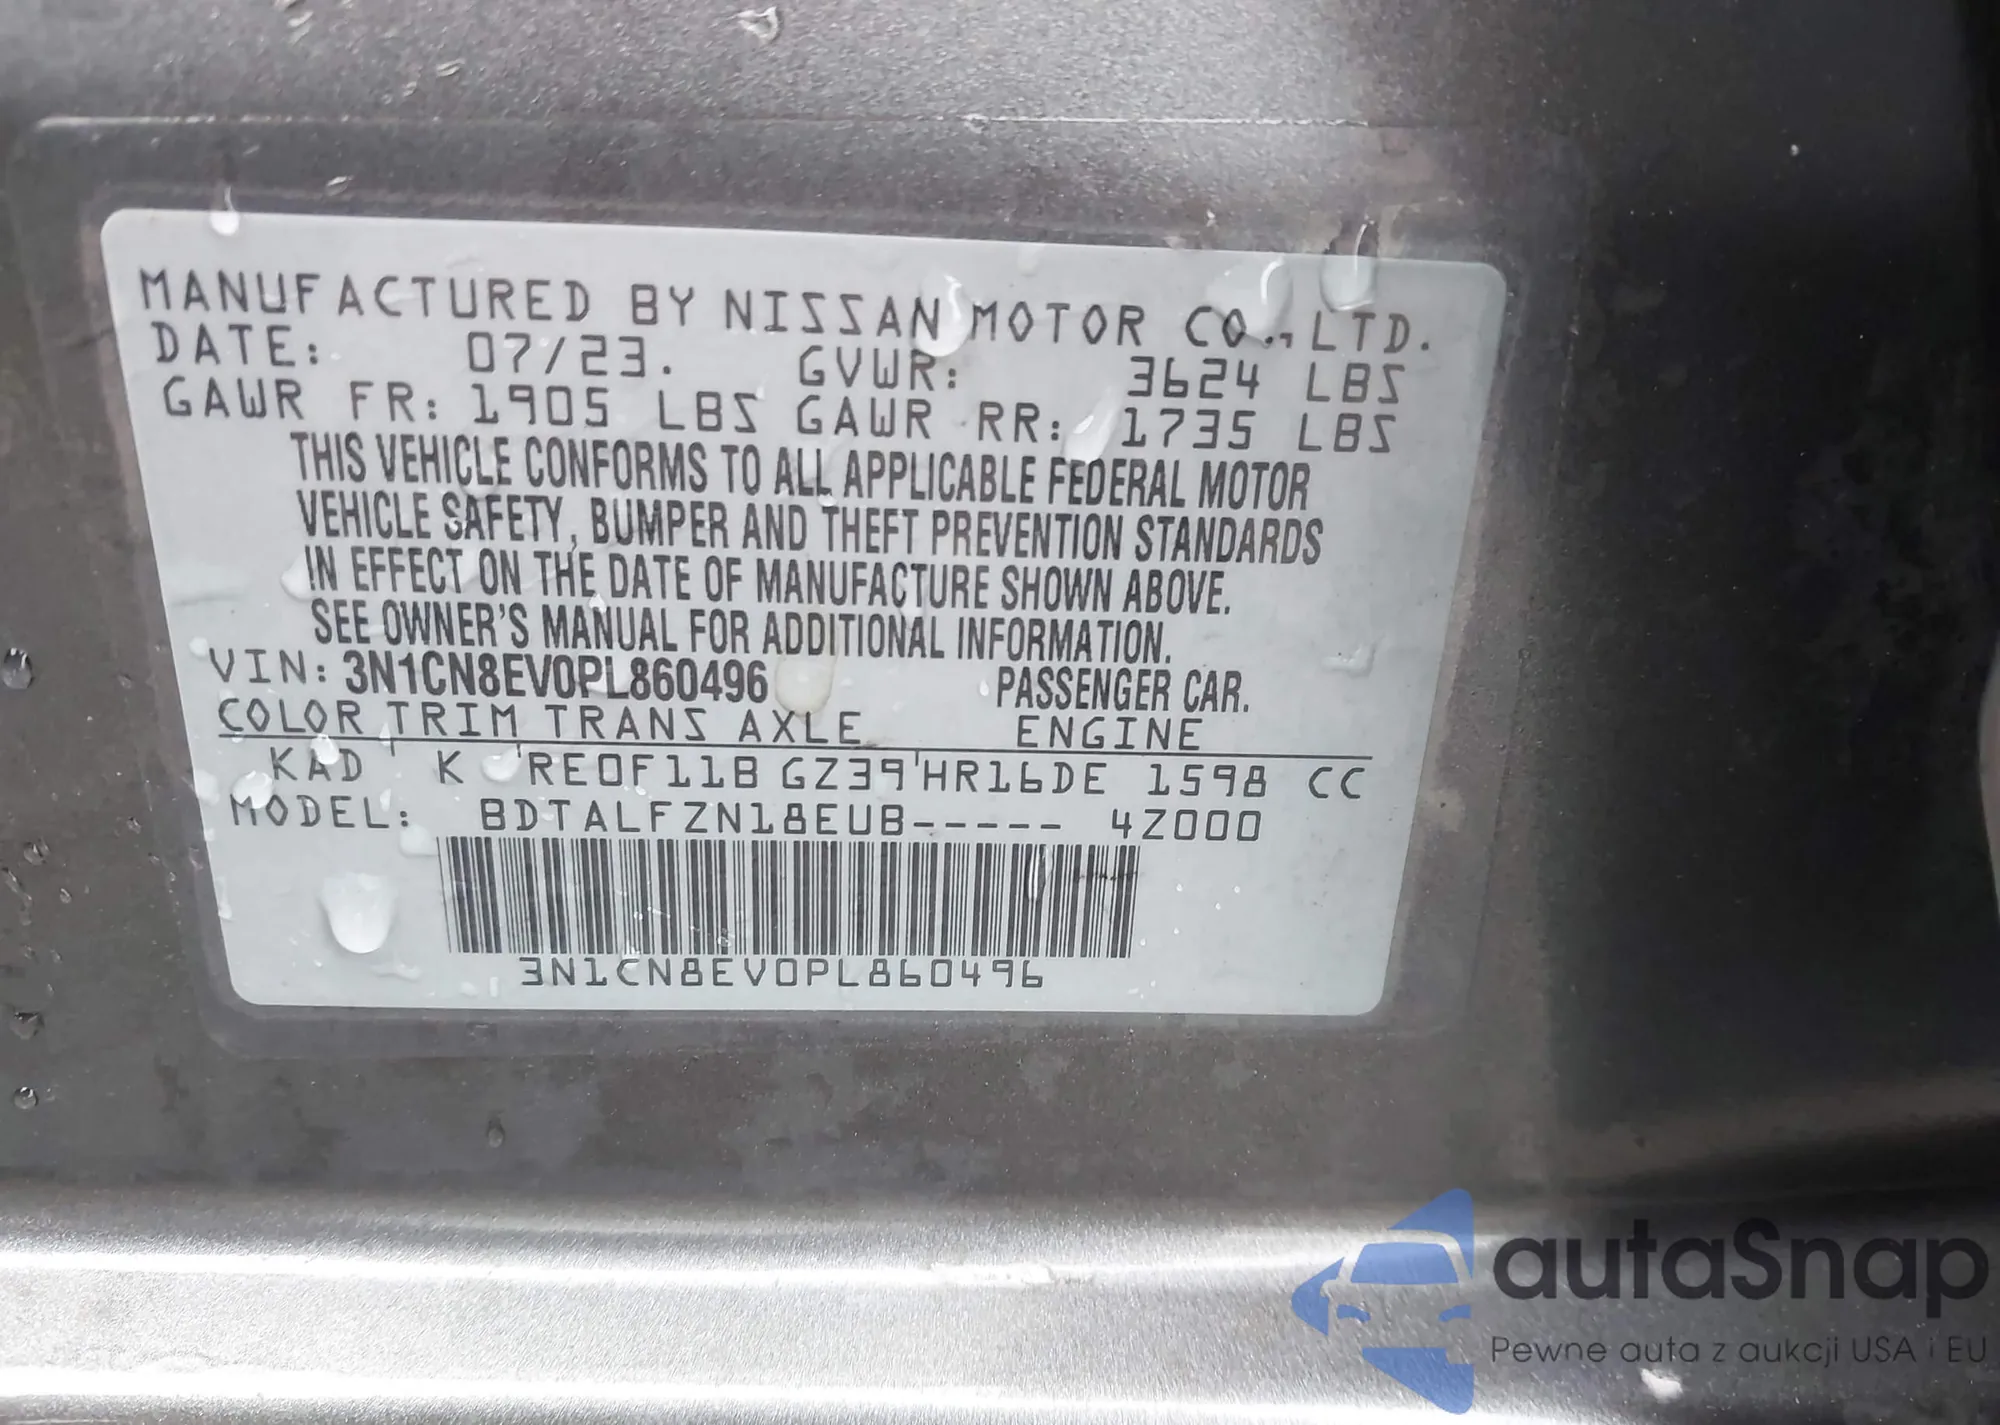 MANUFACTURED BY NISSAN MOTOR CO., LTD.
DATE: 07/23. GVWR: 3624 LBS
GAWR FR: 1905 LBS GAWR RR: 1735 LBS
THIS VEHICLE CONFORMS TO ALL APPLICABLE FEDERAL MOTOR
VEHICLE SAFETY, BUMPER AND THEFT PREVENTION STANDARDS
IN EFFECT ON THE DATE OF MANUFACTURE SHOWN ABOVE.
SEE OWNER'S MANUAL FOR ADDITIONAL INFORMATION.
VIN: 3N1CN8EV0PL860496 PASSENGER CAR.
COLOR TRIM TRANS AXLE ENGINE
KAD K RE0F11B GZ39 HR16DE 1598 CC
MODEL: BDTALFZN18EUB----- 4Z000
3N1CN8EV0PL860496
autaSnap
Pewne auta z aukcji USA i EU